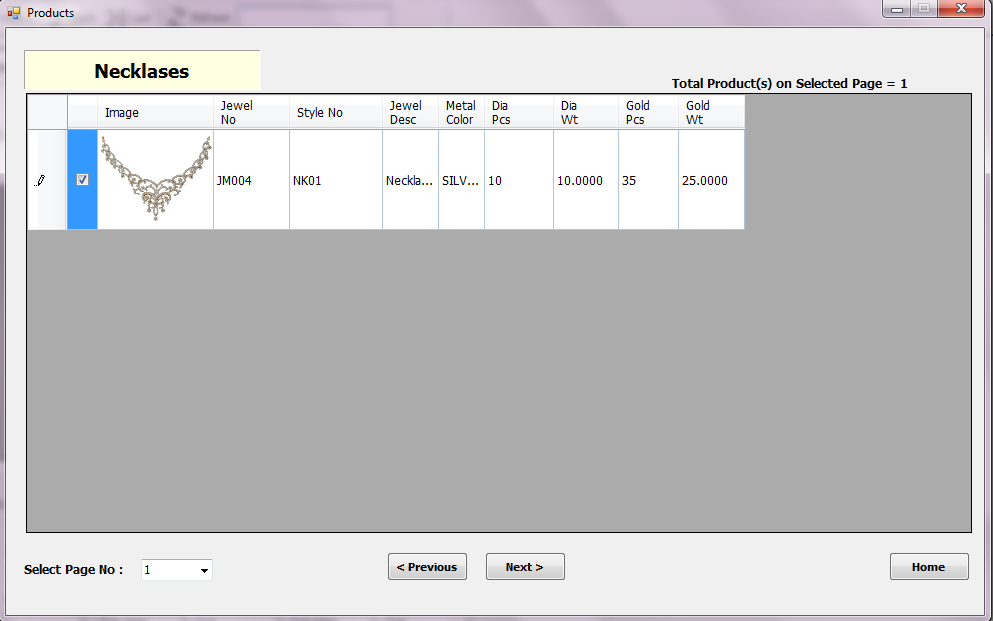 Products
Necklases
Total Product(s) on Selected Page = 1
Image Jewel No Style No Jewel Desc Metal Color Dia Pcs Dia Wt Gold Pcs Gold Wt
JM004 NK01 Neckla... SILV... 10 10.0000 35 25.0000
Select Page No : 1 < Previous Next > Home